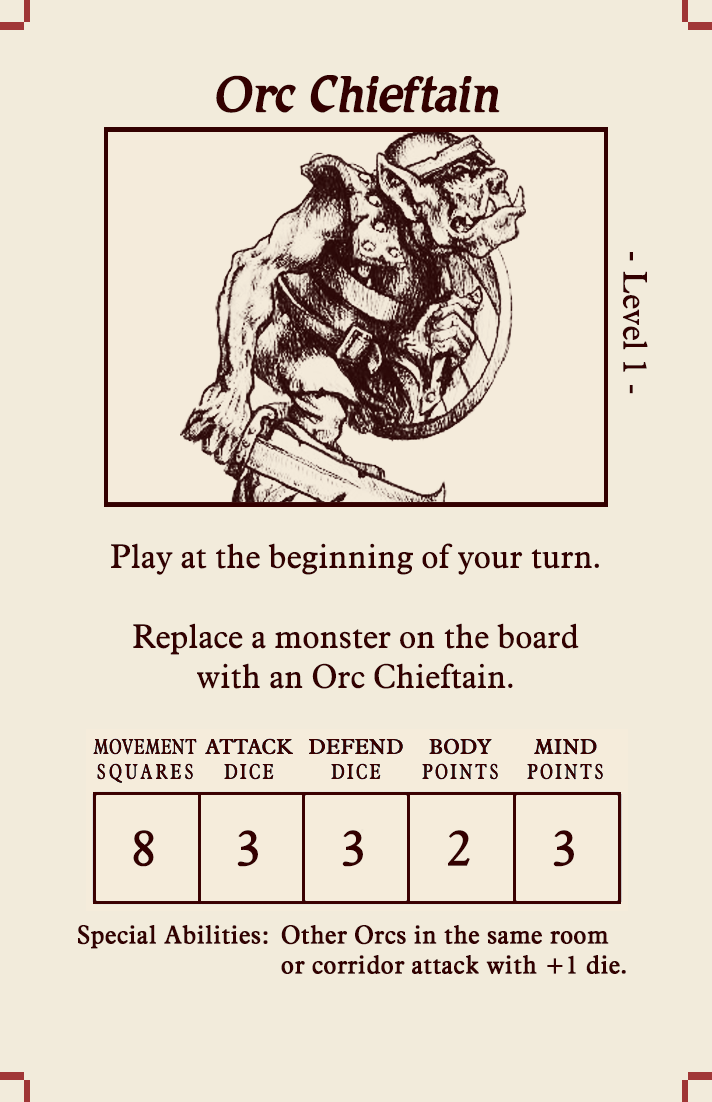 Orc Chieftain
- Level 1 -
Play at the beginning of your turn.
Replace a monster on the board
with an Orc Chieftain.
MOVEMENT SQUARES ATTACK DICE DEFEND DICE BODY POINTS MIND POINTS
8 3 3 2 3
Special Abilities: Other Orcs in the same room
or corridor attack with +1 die.